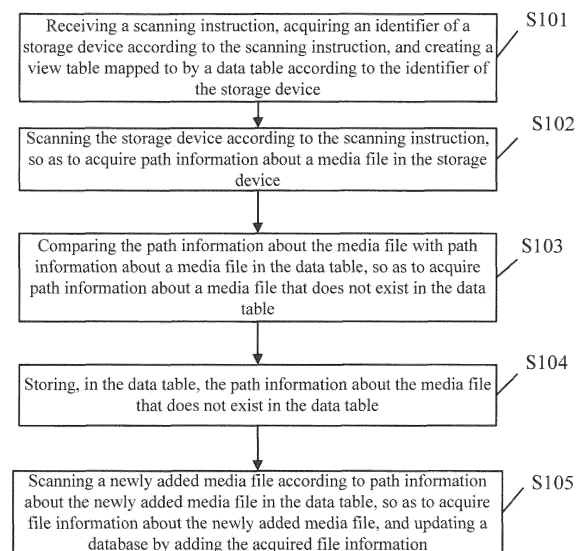 S101
Receiving a scanning instruction, acquiring an identifier of a
storage device according to the scanning instruction, and creating a
view table mapped to by a data table according to the identifier of
the storage device
S102
Scanning the storage device according to the scanning instruction,
so as to acquire path information about a media file in the storage
device
S103
Comparing the path information about the media file with path
information about a media file in the data table, so as to acquire
path information about a media file that does not exist in the data
table
S104
Storing, in the data table, the path information about the media file
that does not exist in the data table
S105
Scanning a newly added media file according to path information
about the newly added media file in the data table, so as to acquire
file information about the newly added media file, and updating a
database by adding the acquired file information